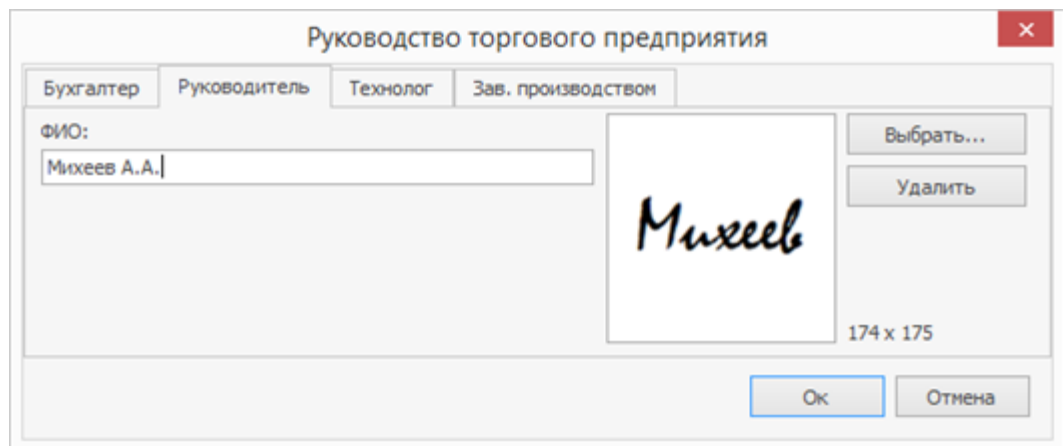 Руководство торгового предприятия
×
Бухгалтер Руководитель Технолог Зав. производством
ФИО:
Михеев А.А.
Михеев
Выбрать...
Удалить
174 x 175
Ок Отмена